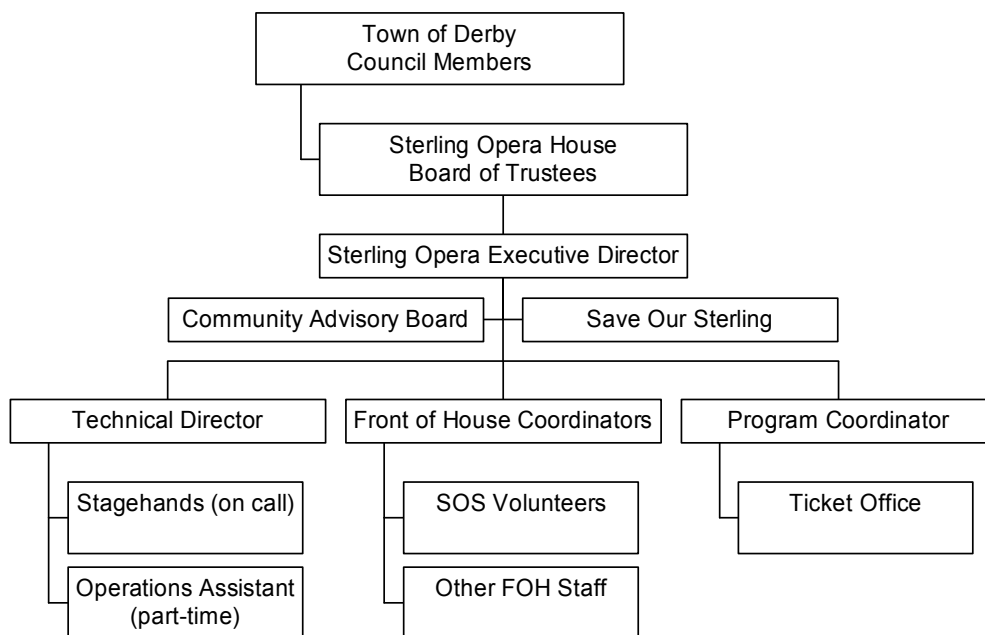 Town of Derby
Council Members
Sterling Opera House
Board of Trustees
Sterling Opera Executive Director
Community Advisory Board
Save Our Sterling
Technical Director
Front of House Coordinators
Program Coordinator
Stagehands (on call)
SOS Volunteers
Ticket Office
Operations Assistant
(part-time)
Other FOH Staff